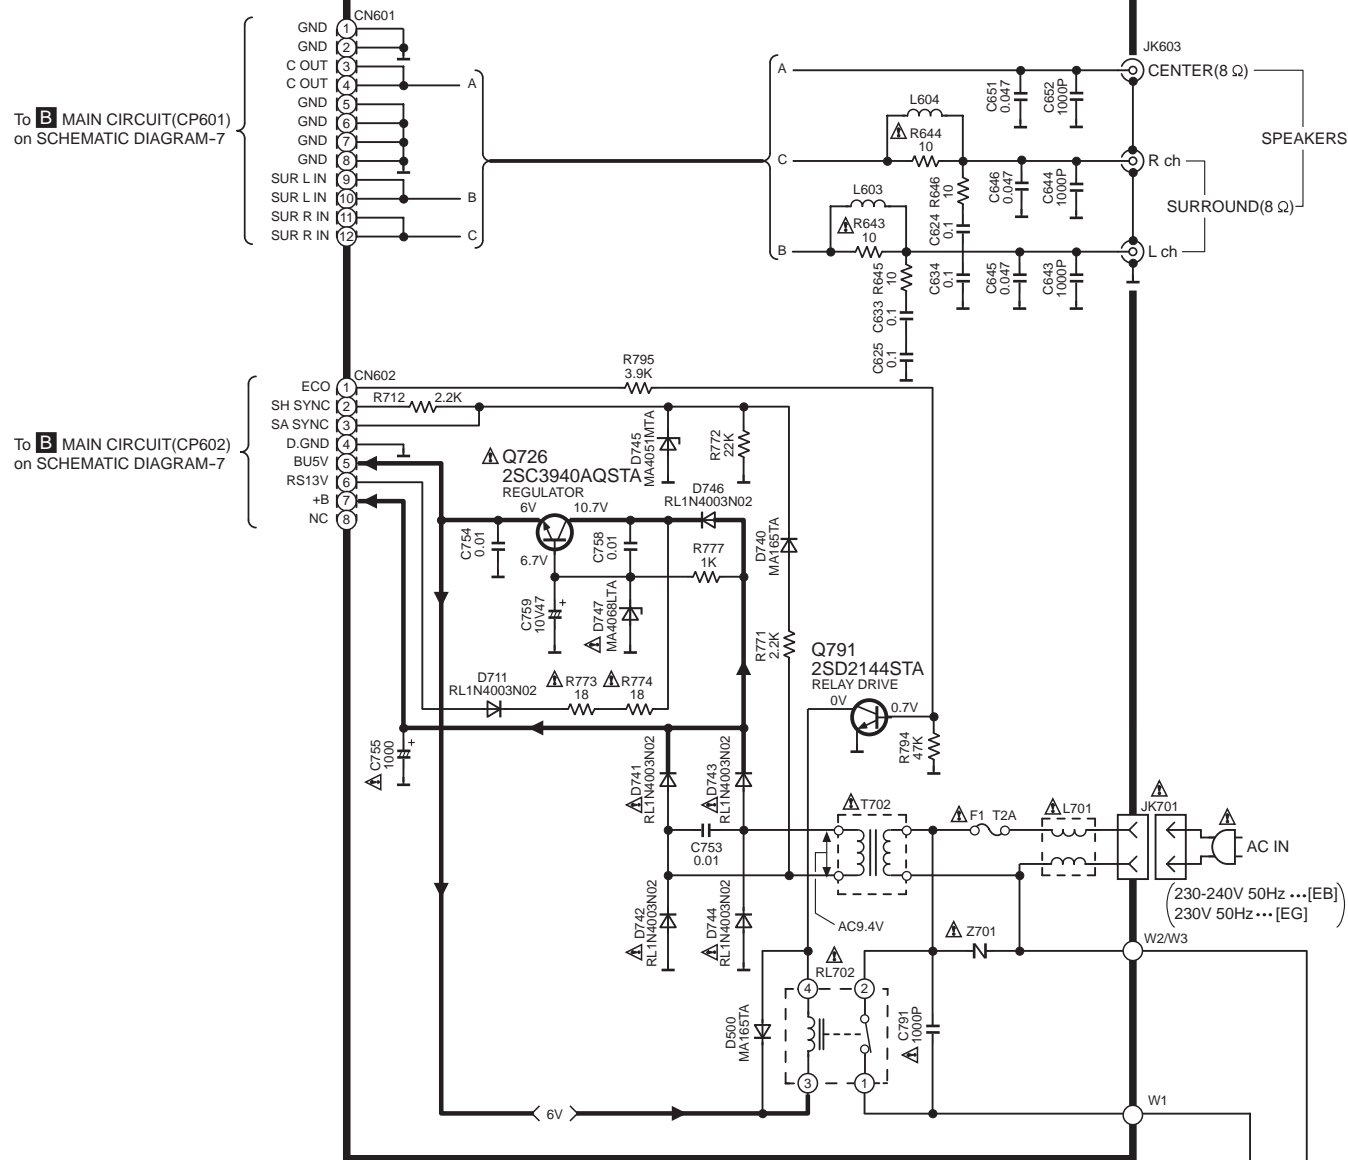 CN601
GND 1
GND 2
C OUT 3
C OUT 4 A
GND 5
GND 6
GND 7
GND 8
SUR L IN 9
SUR L IN 10 B
SUR R IN 11
SUR R IN 12 C
To B MAIN CIRCUIT(CP601)
on SCHEMATIC DIAGRAM-7
A
C
B
L604
R644
10
L603
R643
10
C651
0.047
C652
1000P
R646
10
C624
0.1
C646
0.047
C644
1000P
R645
10
C633
0.1
C625
0.1
C634
0.1
C645
0.047
C643
1000P
JK603
CENTER(8 Ω)
R ch
SURROUND(8 Ω)
L ch
SPEAKERS
CN602
ECO 1
SH SYNC 2
SA SYNC 3
D.GND 4
BU5V 5
RS13V 6
+B 7
NC 8
To B MAIN CIRCUIT(CP602)
on SCHEMATIC DIAGRAM-7
R795
3.9K
R712 2.2K
D745
MA4051MTA
R772
22K
Q726
2SC3940AQSTA
REGULATOR
6V 10.7V
6.7V
D746
RL1N4003N02
C754
0.01
C758
0.01
R777
1K
D740
MA165TA
C759
10V47
+
D747
MA4068LTA
R771
2.2K
Q791
2SD2144STA
RELAY DRIVE
0V 0.7V
D711
RL1N4003N02
R773
18
R774
18
R794
47K
C755
1000
+
D741
RL1N4003N02
D743
RL1N4003N02
C753
0.01
D742
RL1N4003N02
D744
RL1N4003N02
T702
AC9.4V
F1 T2A
L701
JK701
AC IN
230-240V 50Hz •••[EB]
230V 50Hz••• [EG]
Z701
W2/W3
RL702
4 2
3 1
D500
MA165TA
C791
1000P
6V
W1